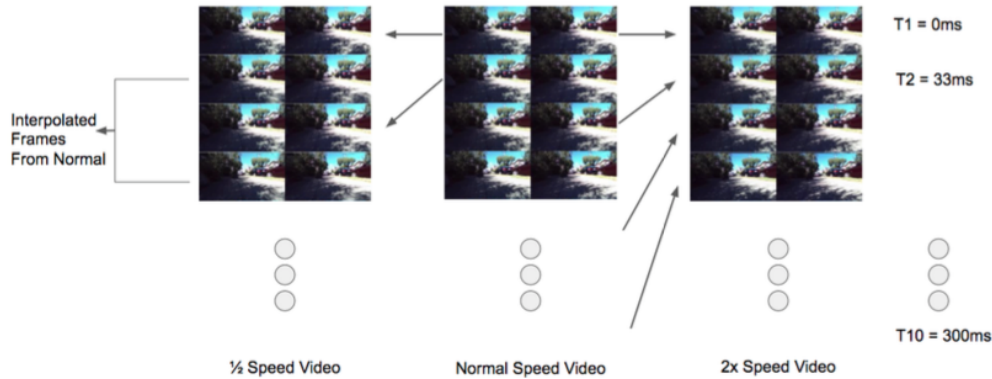 T1 = 0ms
T2 = 33ms
Interpolated
Frames
From Normal
T10 = 300ms
½ Speed Video
Normal Speed Video
2x Speed Video